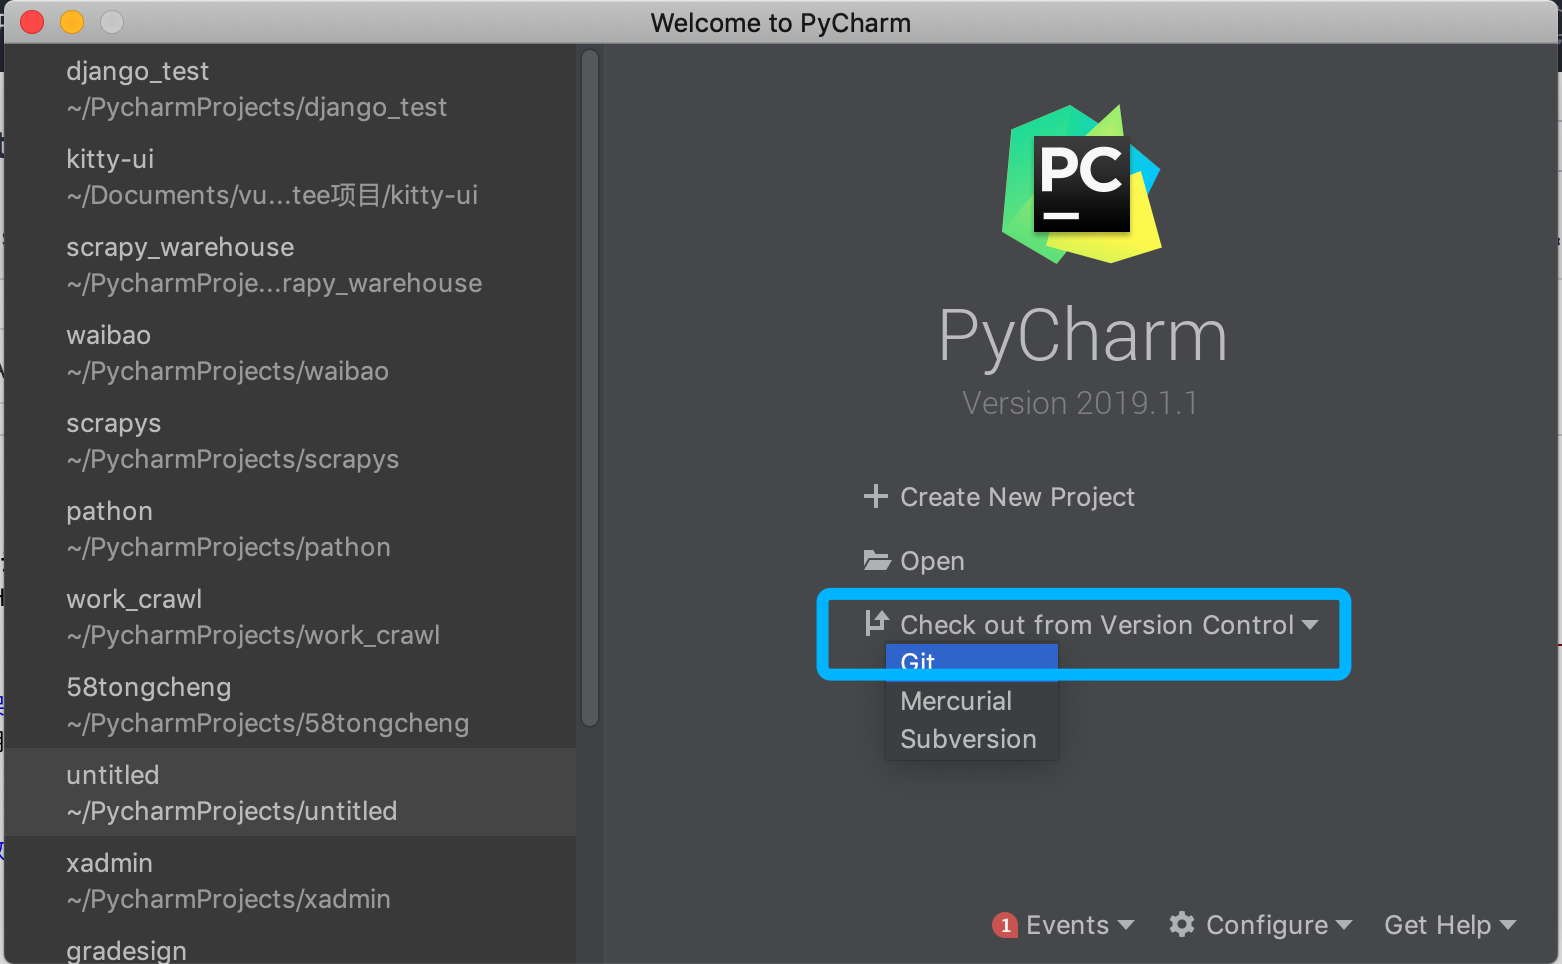 Welcome to PyCharm
django_test
~/PycharmProjects/django_test
kitty-ui
~/Documents/vu...tee项目/kitty-ui
scrapy_warehouse
~/PycharmProje...rapy_warehouse
waibao
~/PycharmProjects/waibao
scrapys
~/PycharmProjects/scrapys
pathon
~/PycharmProjects/pathon
work_crawl
~/PycharmProjects/work_crawl
58tongcheng
~/PycharmProjects/58tongcheng
untitled
~/PycharmProjects/untitled
xadmin
~/PycharmProjects/xadmin
gradesign
PC
PyCharm
Version 2019.1.1
Create New Project
Open
Check out from Version Control
Git
Mercurial
Subversion
1 Events
Configure
Get Help